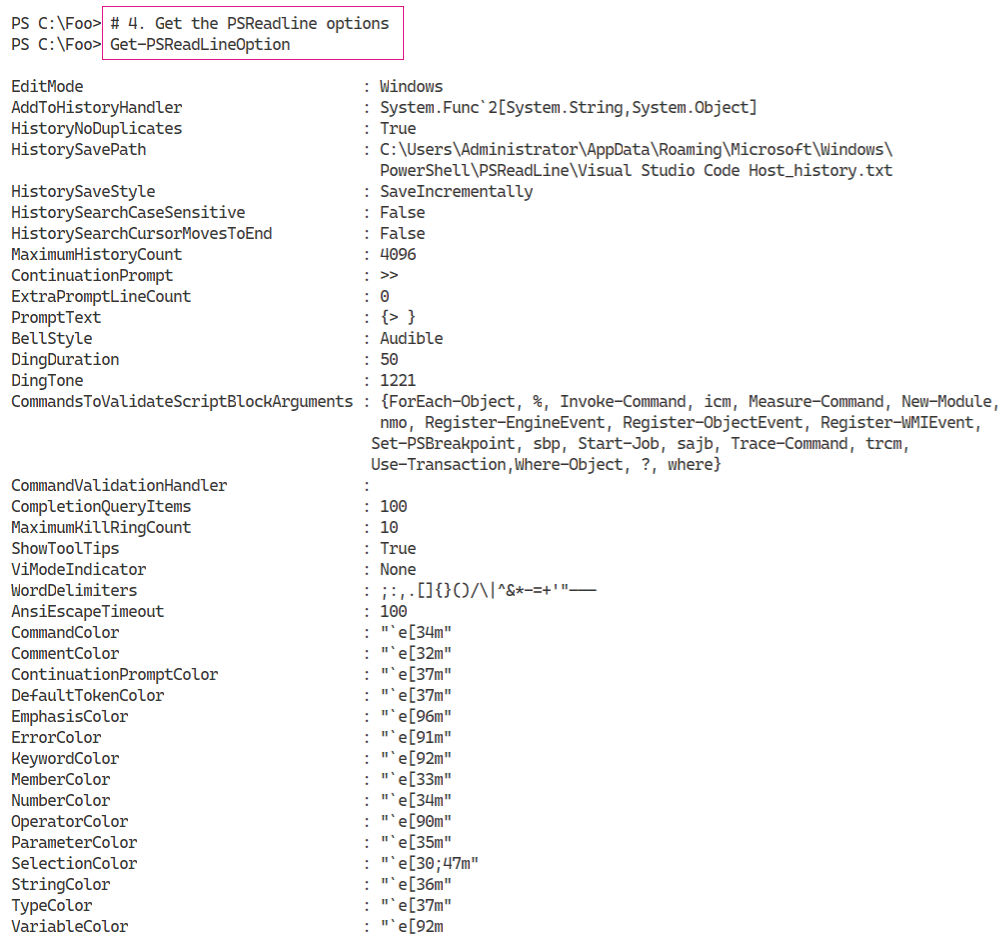 PS C:\Foo> # 4. Get the PSReadline options
PS C:\Foo> Get-PSReadLineOption
EditMode : Windows
AddToHistoryHandler : System.Func`2[System.String,System.Object]
HistoryNoDuplicates : True
HistorySavePath : C:\Users\Administrator\AppData\Roaming\Microsoft\Windows\
PowerShell\PSReadLine\Visual Studio Code Host_history.txt
HistorySaveStyle : SaveIncrementally
HistorySearchCaseSensitive : False
HistorySearchCursorMovesToEnd : False
MaximumHistoryCount : 4096
ContinuationPrompt : >>
ExtraPromptLineCount : 0
PromptText : {> }
BellStyle : Audible
DingDuration : 50
DingTone : 1221
CommandsToValidateScriptBlockArguments : {ForEach-Object, %, Invoke-Command, icm, Measure-Command, New-Module,
nmo, Register-EngineEvent, Register-ObjectEvent, Register-WMIEvent,
Set-PSBreakpoint, sbp, Start-Job, sajb, Trace-Command, trcm,
Use-Transaction,Where-Object, ?, where}
CommandValidationHandler :
CompletionQueryItems : 100
MaximumKillRingCount : 10
ShowToolTips : True
ViModeIndicator : None
WordDelimiters : ;:,.[]{}()/\|^&*-=+'"–—―
AnsiEscapeTimeout : 100
CommandColor : "`e[34m"
CommentColor : "`e[32m"
ContinuationPromptColor : "`e[37m"
DefaultTokenColor : "`e[37m"
EmphasisColor : "`e[96m"
ErrorColor : "`e[91m"
KeywordColor : "`e[92m"
MemberColor : "`e[33m"
NumberColor : "`e[34m"
OperatorColor : "`e[90m"
ParameterColor : "`e[35m"
SelectionColor : "`e[30;47m"
StringColor : "`e[36m"
TypeColor : "`e[37m"
VariableColor : "`e[92m